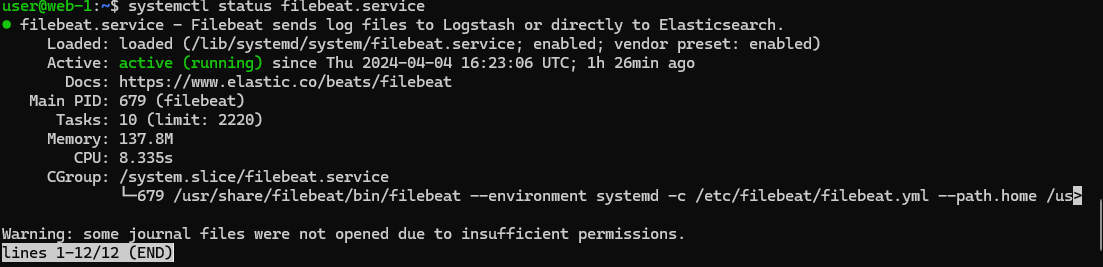 user@web-1:~$ systemctl status filebeat.service
● filebeat.service - Filebeat sends log files to Logstash or directly to Elasticsearch.
Loaded: loaded (/lib/systemd/system/filebeat.service; enabled; vendor preset: enabled)
Active: active (running) since Thu 2024-04-04 16:23:06 UTC; 1h 26min ago
Docs: https://www.elastic.co/beats/filebeat
Main PID: 679 (filebeat)
Tasks: 10 (limit: 2220)
Memory: 137.8M
CPU: 8.335s
CGroup: /system.slice/filebeat.service
└─679 /usr/share/filebeat/bin/filebeat --environment systemd -c /etc/filebeat/filebeat.yml --path.home /us>
Warning: some journal files were not opened due to insufficient permissions.
lines 1-12/12 (END)